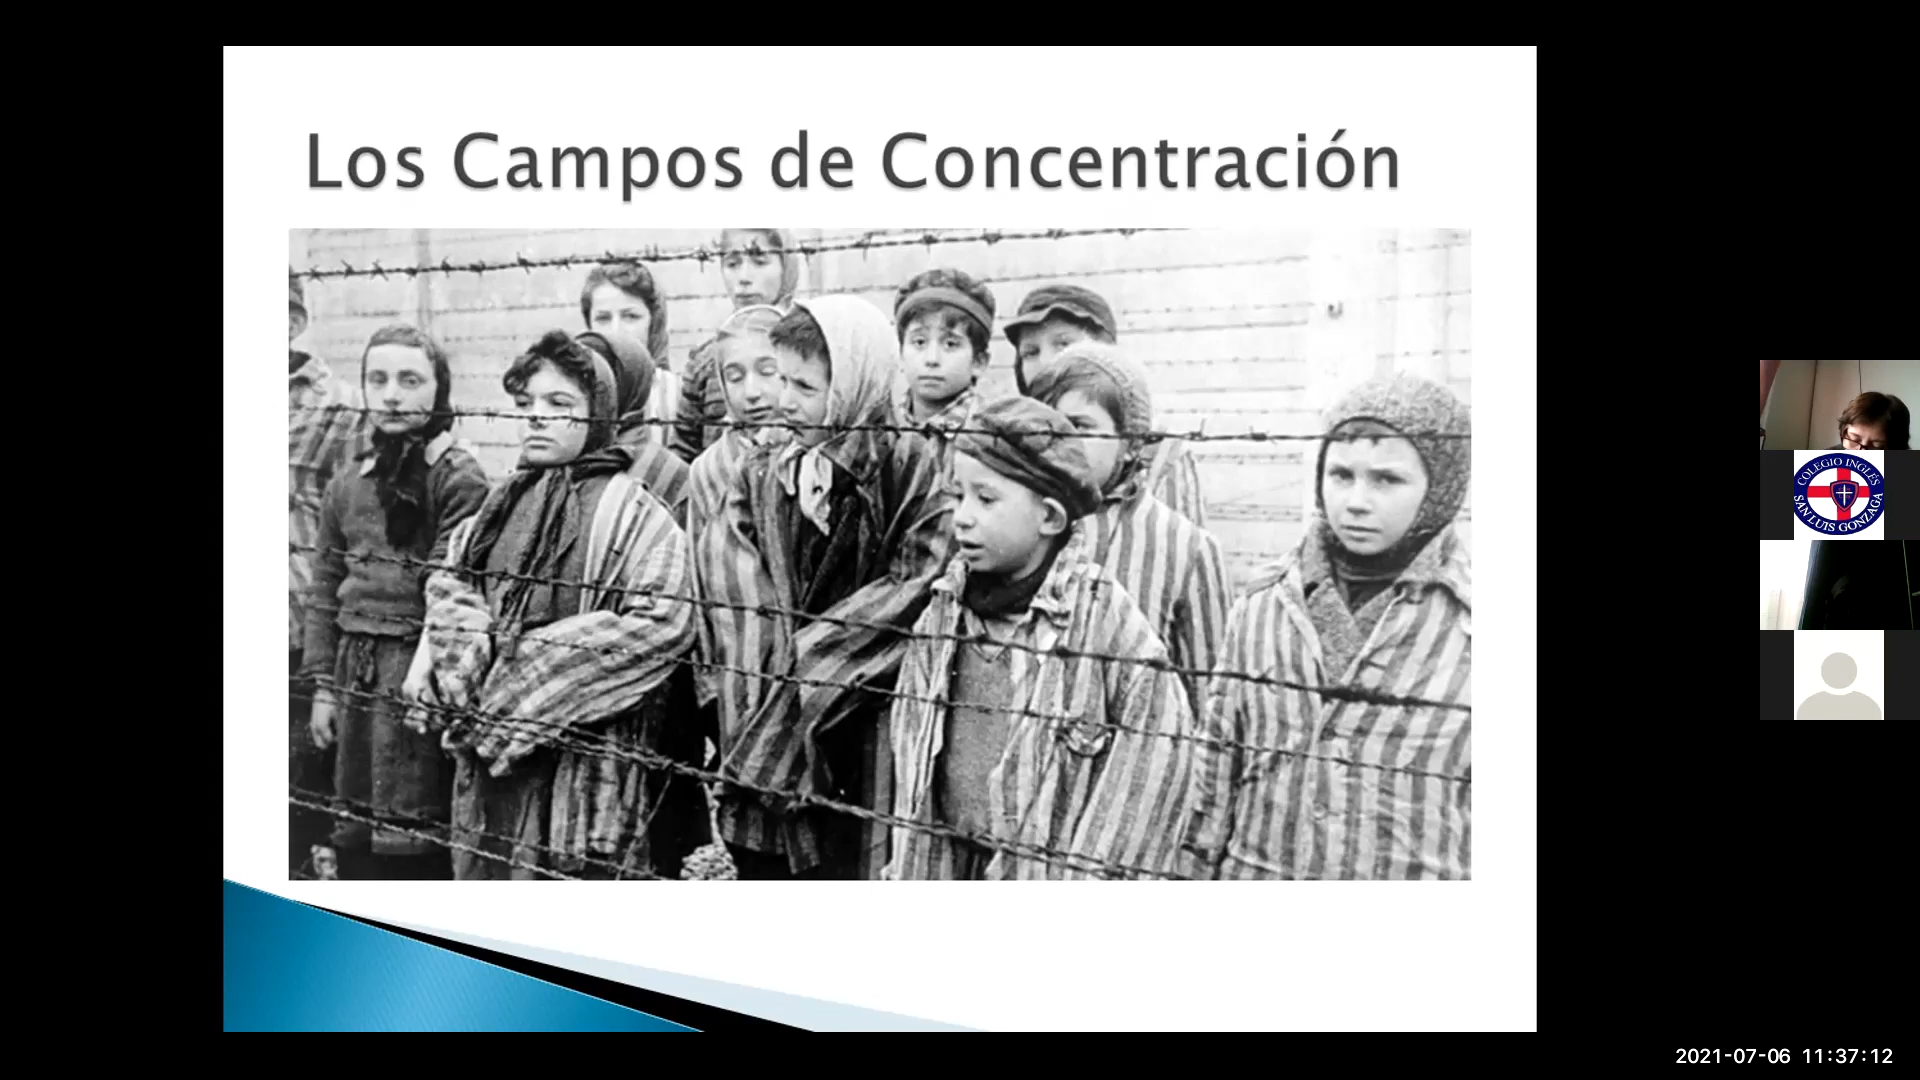 Los Campos de Concentración
COLEGIO INGLÉS
SAN LUIS GONZAGA
2021-07-06 11:37:12